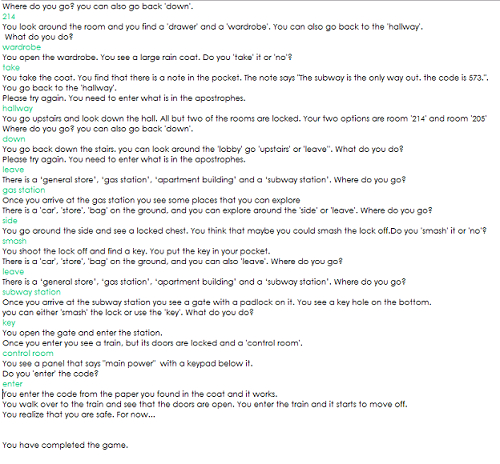 Where do you go? you can also go back 'down'.
214
You look around the room and you find a 'drawer' and a 'wardrobe'. You can also go back to the 'hallway'.
What do you do?
wardrobe
You open the wardrobe. You see a large rain coat. Do you 'take' it or 'no'?
take
You take the coat. You find that there is a note in the pocket. The note says 'The subway is the only way out, the code is 573.".
You go back to the 'hallway'.
Please try again. You need to enter what is in the apostrophes.
hallway
You go upstairs and look down the hall. All but two of the rooms are locked. Your two options are room '214' and room '205'
Where do you go? you can also go back 'down'.
down
You go back down the stairs, you can look around the 'lobby' go 'upstairs' or 'leave". What do you do?
Please try again. You need to enter what is in the apostrophes.
leave
There is a 'general store', 'gas station', 'apartment building' and a 'subway station'. Where do you go?
gas station
Once you arrive at the gas station you see some places that you can explore
There is a 'car', 'store', 'bag' on the ground, and you can explore around the 'side' or 'leave'. Where do you go?
side
You go around the side and see a locked chest. You think that maybe you could smash the lock off.Do you 'smash' it or 'no'?
smash
You shoot the lock off and find a key. You put the key in your pocket.
There is a 'car', 'store', 'bag' on the ground, and you can also 'leave'. Where do you go?
leave
There is a 'general store', 'gas station', 'apartment building' and a 'subway station'. Where do you go?
subway station
Once you arrive at the subway station you see a gate with a padlock on it. You see a key hole on the bottom.
you can either 'smash' the lock or use the 'key'. What do you do?
key
You open the gate and enter the station.
Once you enter you see a train, but its doors are locked and a 'control room'.
control room
You see a panel that says "main power" with a keypad below it.
Do you 'enter' the code?
enter
You enter the code from the paper you found in the coat and it works.
You walk over to the train and see that the doors are open. You enter the train and it starts to move off.
You realize that you are safe. For now...
You have completed the game.